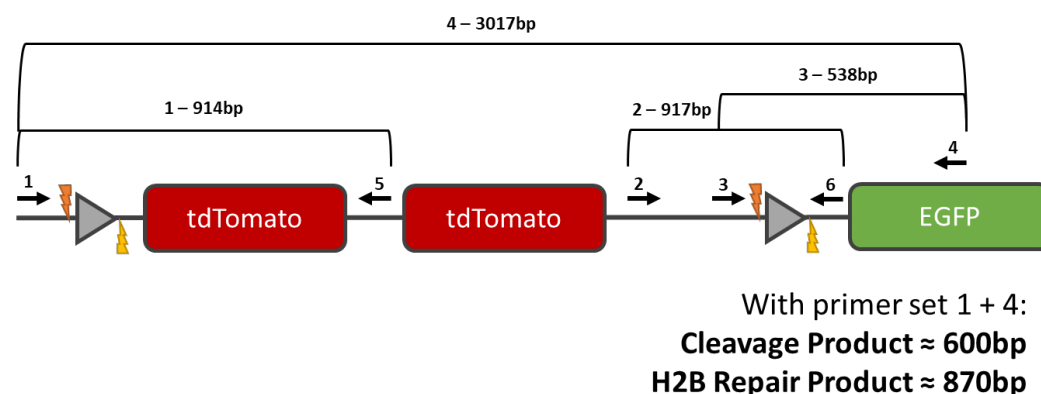 4 – 3017bp
3 – 538bp
1 – 914bp
2 – 917bp
4
1
5
2
3
6
tdTomato
tdTomato
EGFP
With primer set 1 + 4:
Cleavage Product ≈ 600bp
H2B Repair Product ≈ 870bp